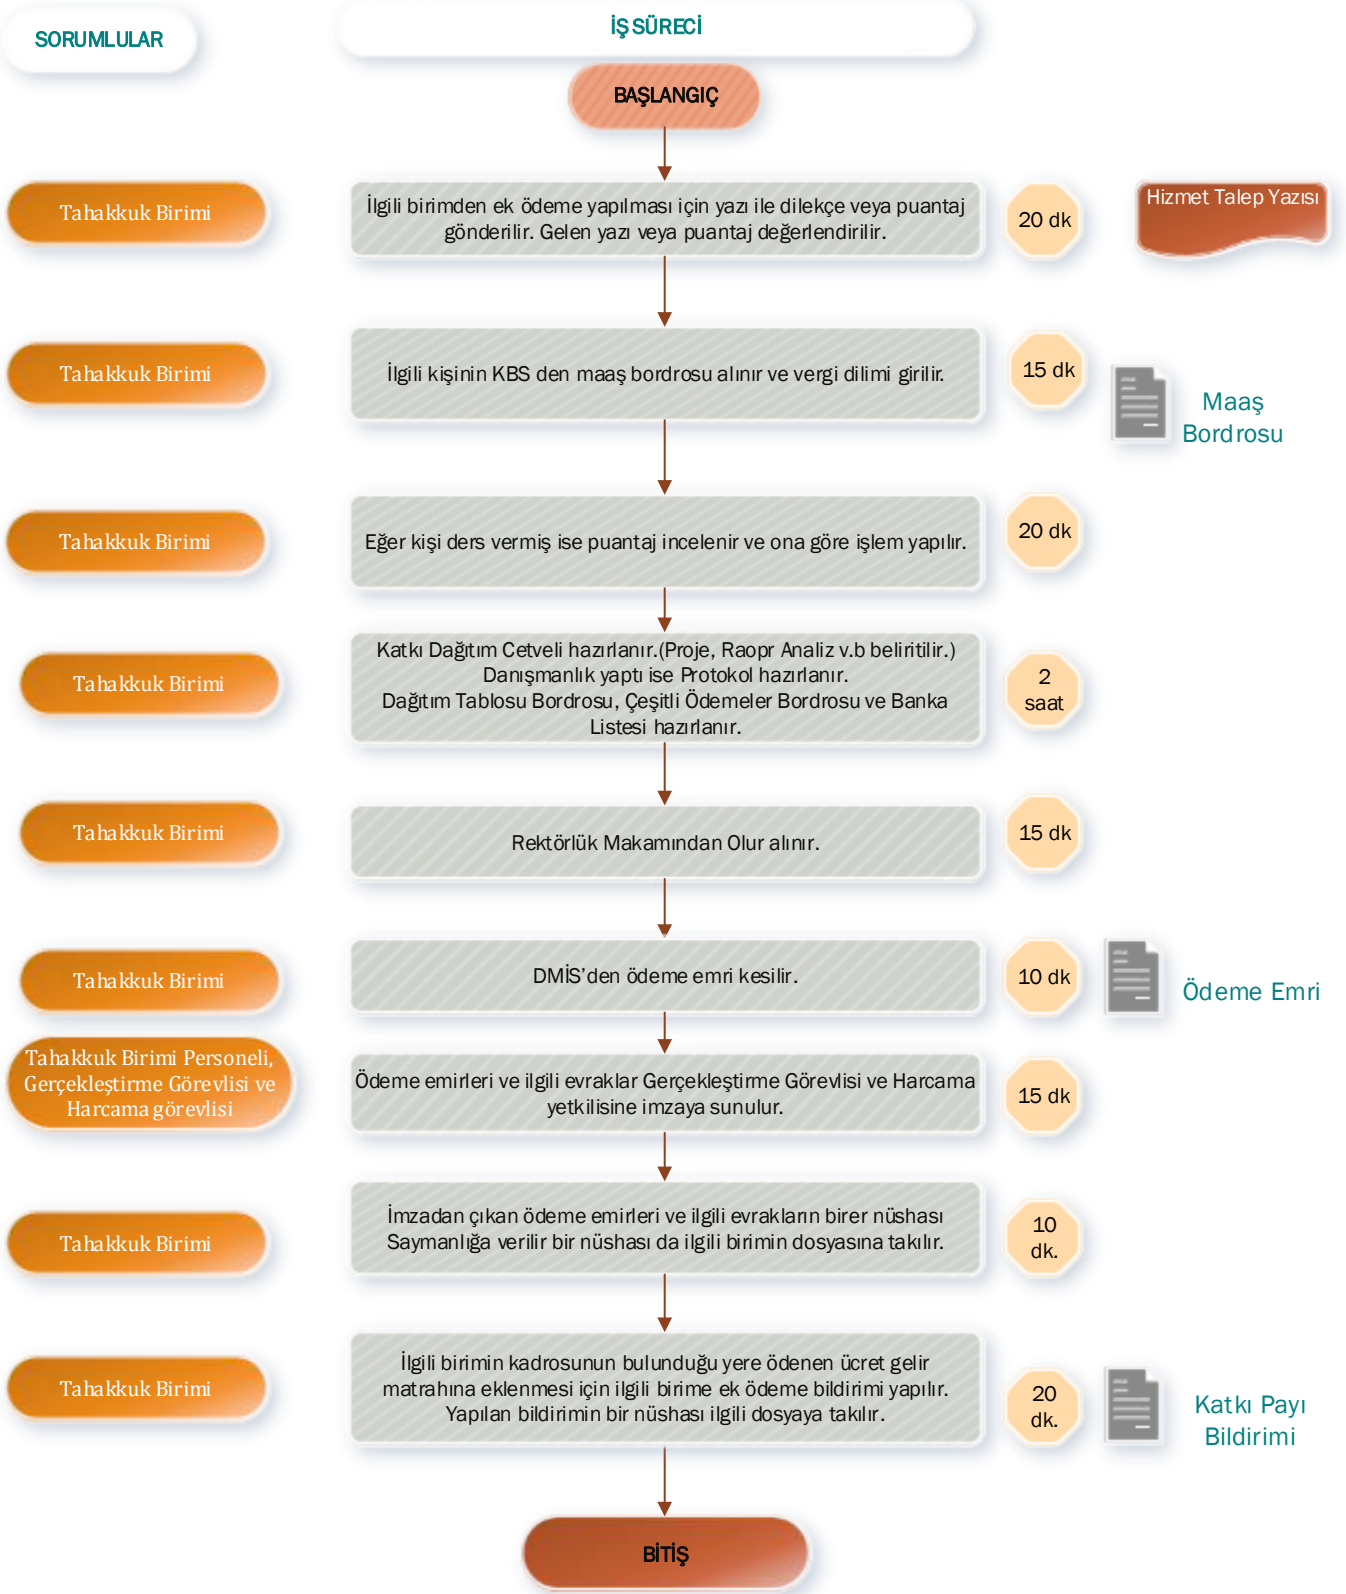 SORUMLULAR
İŞ SÜRECİ
BAŞLANGIÇ
Tahakkuk Birimi
İlgili birimden ek ödeme yapılması için yazı ile dilekçe veya puantaj
gönderilir. Gelen yazı veya puantaj değerlendirilir.
20 dk
Hizmet Talep Yazısı
Tahakkuk Birimi
İlgili kişinin KBS den maaş bordrosu alınır ve vergi dilimi girilir.
15 dk
Maaş
Bordrosu
Tahakkuk Birimi
Eğer kişi ders vermiş ise puantaj incelenir ve ona göre işlem yapılır.
20 dk
Tahakkuk Birimi
Katkı Dağıtım Cetveli hazırlanır.(Proje, Raopr Analiz v.b beliritilir.)
Danışmanlık yaptı ise Protokol hazırlanır.
Dağıtım Tablosu Bordrosu, Çeşitli Ödemeler Bordrosu ve Banka
Listesi hazırlanır.
2
saat
Tahakkuk Birimi
Rektörlük Makamından Olur alınır.
15 dk
Tahakkuk Birimi
DMİS’den ödeme emri kesilir.
10 dk
Ödeme Emri
Tahakkuk Birimi Personeli,
Gerçekleştirme Görevlisi ve
Harcama görevlisi
Ödeme emirleri ve ilgili evraklar Gerçekleştirme Görevlisi ve Harcama
yetkilisine imzaya sunulur.
15 dk
Tahakkuk Birimi
İmzadan çıkan ödeme emirleri ve ilgili evrakların birer nüshası
Saymanlığa verilir bir nüshası da ilgili birimin dosyasına takılır.
10
dk.
Tahakkuk Birimi
İlgili birimin kadrosunun bulunduğu yere ödenen ücret gelir
matrahına eklenmesi için ilgili birime ek ödeme bildirimi yapılır.
Yapılan bildirimin bir nüshası ilgili dosyaya takılır.
20
dk.
Katkı Payı
Bildirimi
BİTİŞ